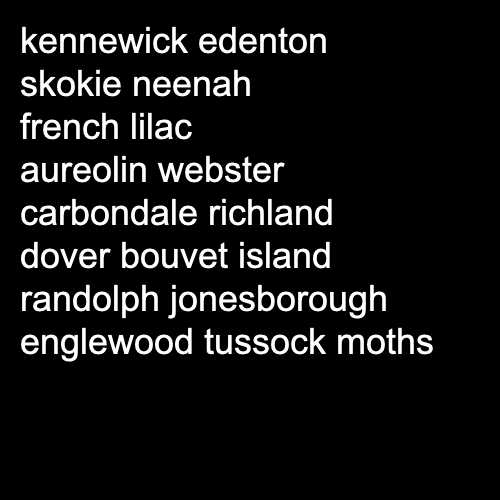 kennewick edenton
skokie neenah
french lilac
aureolin webster
carbondale richland
dover bouvet island
randolph jonesborough
englewood tussock moths